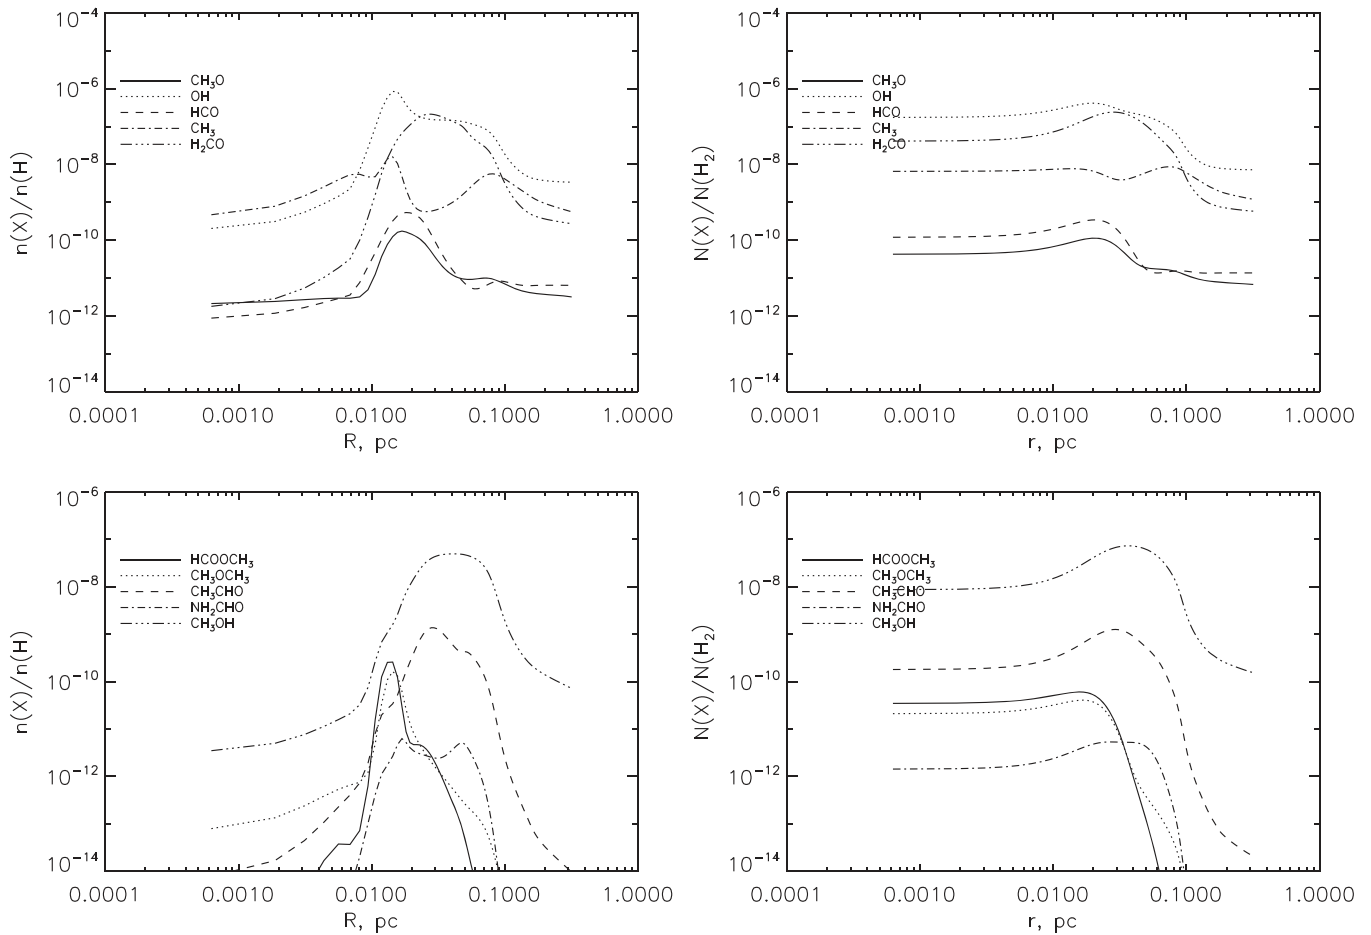 10⁻⁴
10⁻⁶
10⁻⁸
10⁻¹⁰
10⁻¹²
10⁻¹⁴
n(X)/n(H)
CH₃O
OH
HCO
CH₃
H₂CO
0.0001 0.0010 0.0100 0.1000 1.0000
R, pc
10⁻⁴
10⁻⁶
10⁻⁸
10⁻¹⁰
10⁻¹²
10⁻¹⁴
N(X)/N(H₂)
CH₃O
OH
HCO
CH₃
H₂CO
0.0001 0.0010 0.0100 0.1000 1.0000
r, pc
10⁻⁶
10⁻⁸
10⁻¹⁰
10⁻¹²
10⁻¹⁴
n(X)/n(H)
HCOOCH₃
CH₃OCH₃
CH₃CHO
NH₂CHO
CH₃OH
0.0001 0.0010 0.0100 0.1000 1.0000
R, pc
10⁻⁶
10⁻⁸
10⁻¹⁰
10⁻¹²
10⁻¹⁴
N(X)/N(H₂)
HCOOCH₃
CH₃OCH₃
CH₃CHO
NH₂CHO
CH₃OH
0.0001 0.0010 0.0100 0.1000 1.0000
r, pc